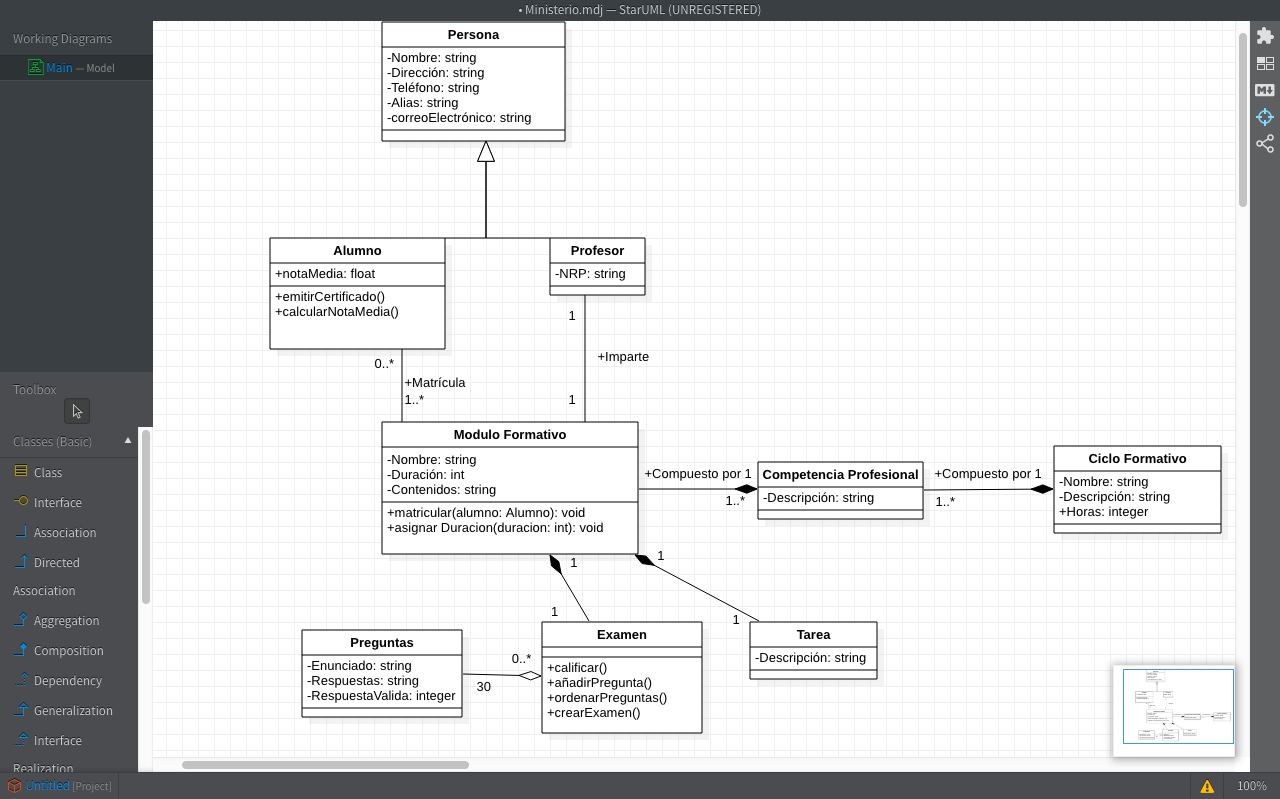 • Ministerio.mdj — StarUML (UNREGISTERED)
Working Diagrams
Main — Model
Toolbox
Classes (Basic)
Class
Interface
Association
Directed
Association
Aggregation
Composition
Dependency
Generalization
Interface
Realization
Untitled [Project]
100%
Persona
-Nombre: string
-Dirección: string
-Teléfono: string
-Alias: string
-correoElectrónico: string
Alumno
+notaMedia: float
+emitirCertificado()
+calcularNotaMedia()
Profesor
-NRP: string
0..*
+Matrícula
1..*
1
+Imparte
1
Modulo Formativo
-Nombre: string
-Duración: int
-Contenidos: string
+matricular(alumno: Alumno): void
+asignar Duracion(duracion: int): void
+Compuesto por 1
1..*
Competencia Profesional
-Descripción: string
+Compuesto por 1
1..*
Ciclo Formativo
-Nombre: string
-Descripción: string
+Horas: integer
1
1
1
1
Preguntas
-Enunciado: string
-Respuestas: string
-RespuestaValida: integer
0..*
30
Examen
+calificar()
+añadirPregunta()
+ordenarPreguntas()
+crearExamen()
Tarea
-Descripción: string
M